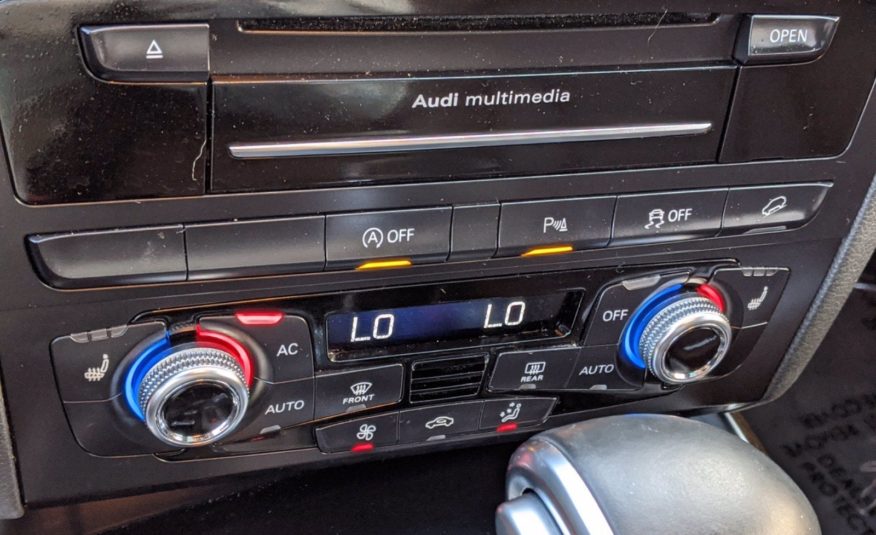 OPEN
Audi multimedia
A OFF
P
OFF
LO LO
OFF
AC
AUTO
FRONT
REAR
AUTO